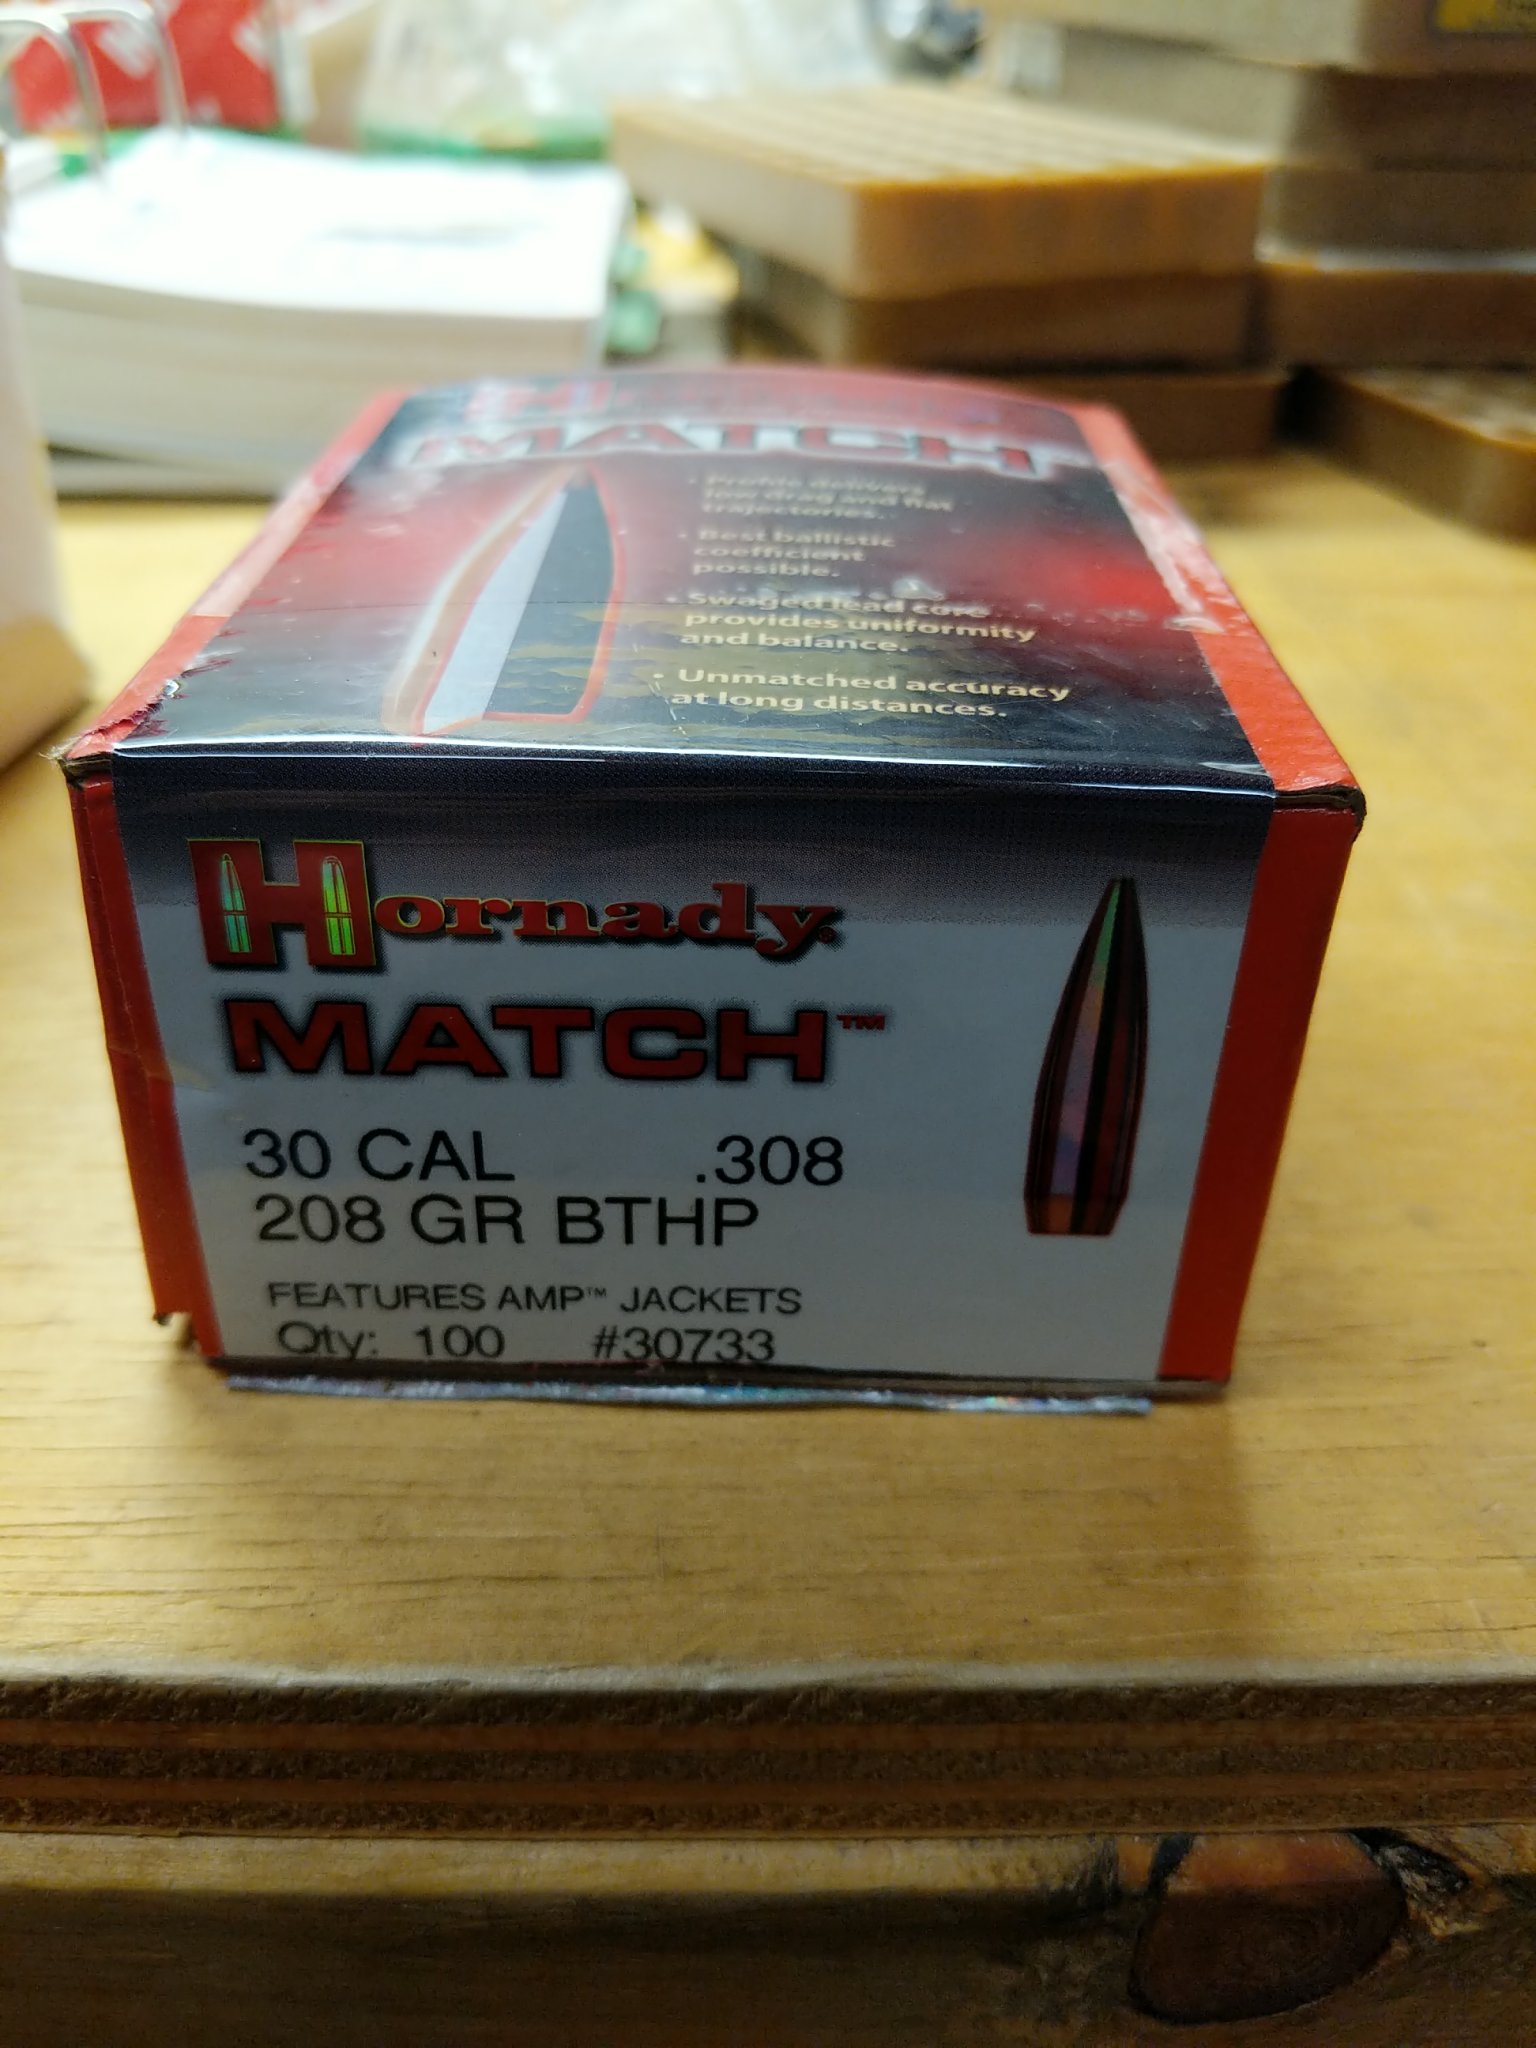 Hornady
MATCH
• Profile delivers
low drag and flat
trajectories.
• Best ballistic
coefficient
possible.
• Swaged lead core
provides uniformity
and balance.
• Unmatched accuracy
at long distances.
Hornady
MATCH™
30 CAL .308
208 GR BTHP
FEATURES AMP™ JACKETS
Qty: 100 #30733